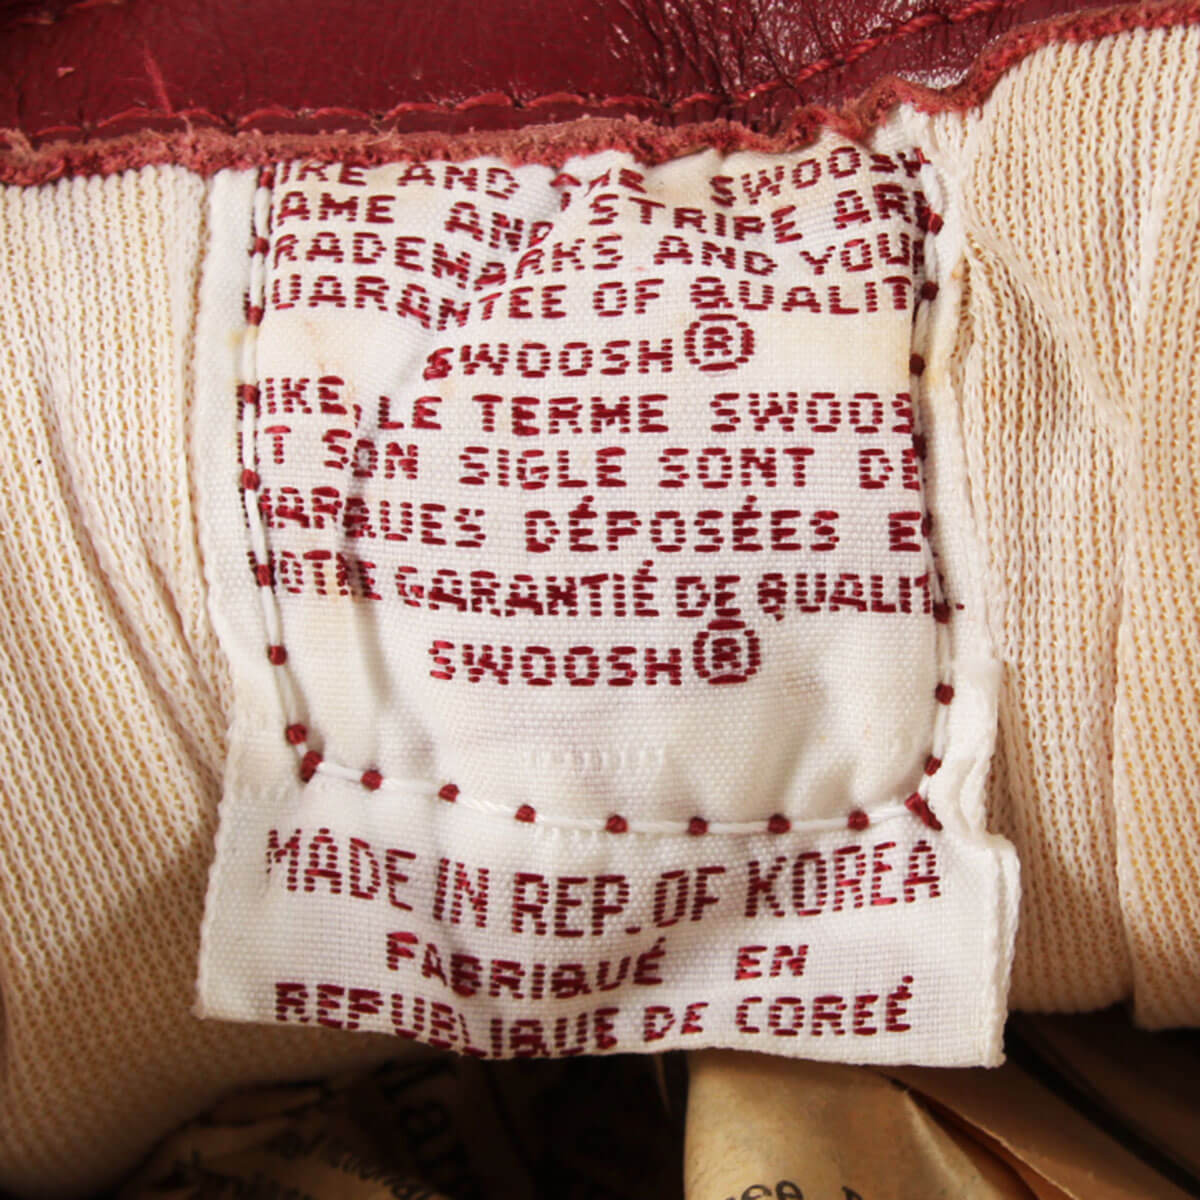 IKE AND THE SWOOSH
AME AND STRIPE AR
RADEMARKS AND YOUR
UARANTEE OF QUALIT
SWOOSH®
IKE, LE TERME SWOOS
T SON SIGLE SONT DE
MARQUES DÉPOSÉES E
OTRE GARANTIÉ DE QUALIT
SWOOSH®
MADE IN REP. OF KOREA
FABRIQUÉ EN
REPUBLIQUE DE COREÉ